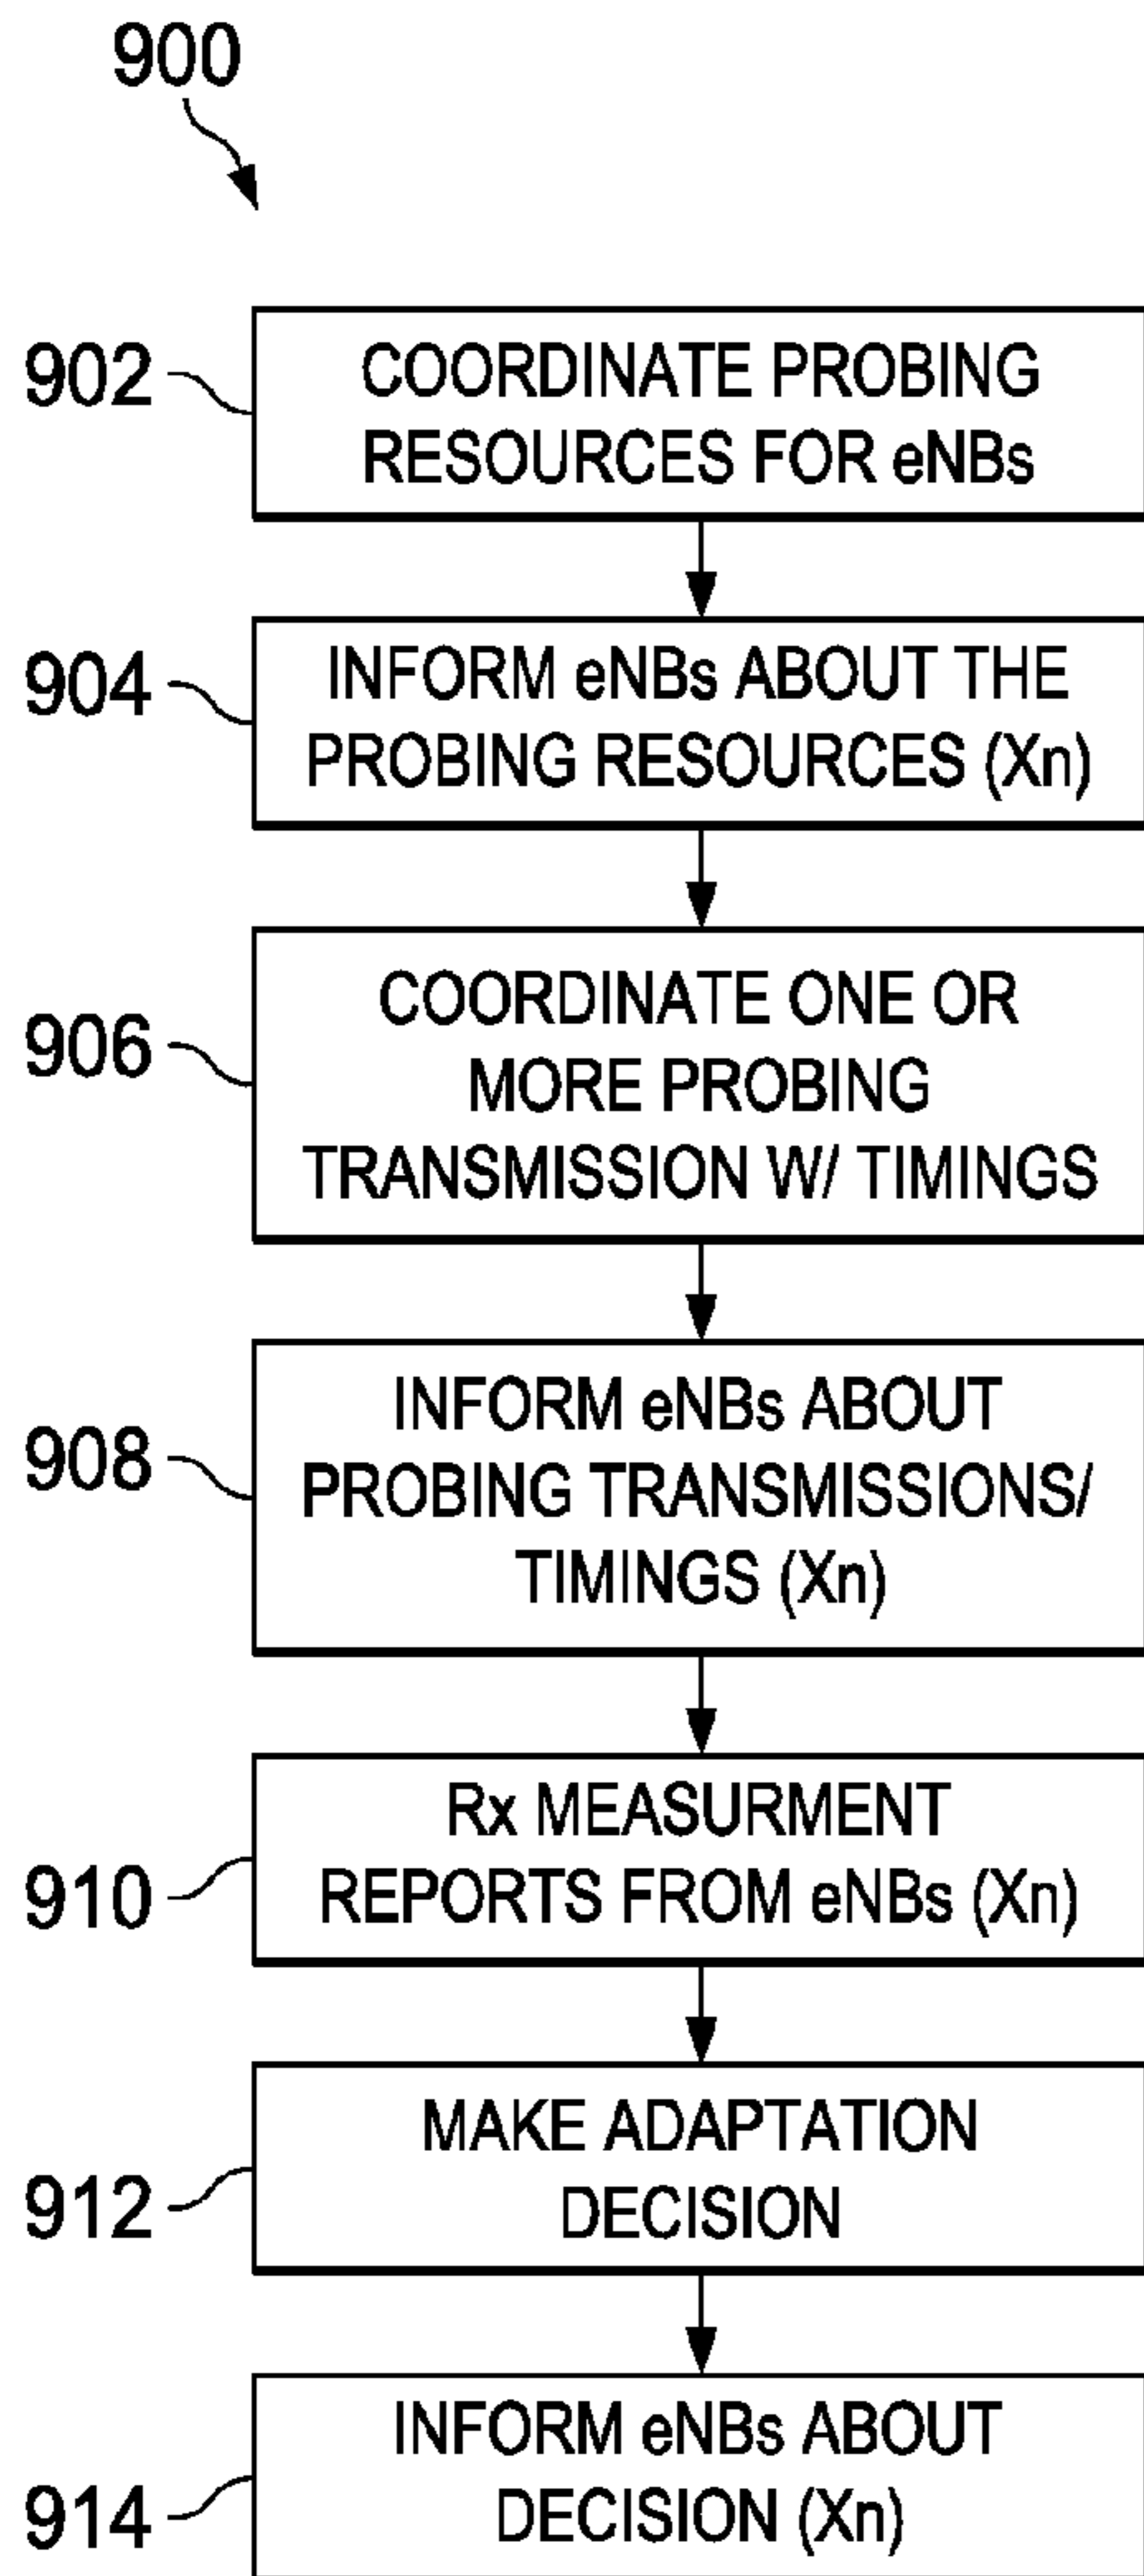 900
902
COORDINATE PROBING
RESOURCES FOR eNBs
904
INFORM eNBs ABOUT THE
PROBING RESOURCES (Xn)
906
COORDINATE ONE OR
MORE PROBING
TRANSMISSION W/ TIMINGS
908
INFORM eNBs ABOUT
PROBING TRANSMISSIONS/
TIMINGS (Xn)
910
Rx MEASURMENT
REPORTS FROM eNBs (Xn)
912
MAKE ADAPTATION
DECISION
914
INFORM eNBs ABOUT
DECISION (Xn)